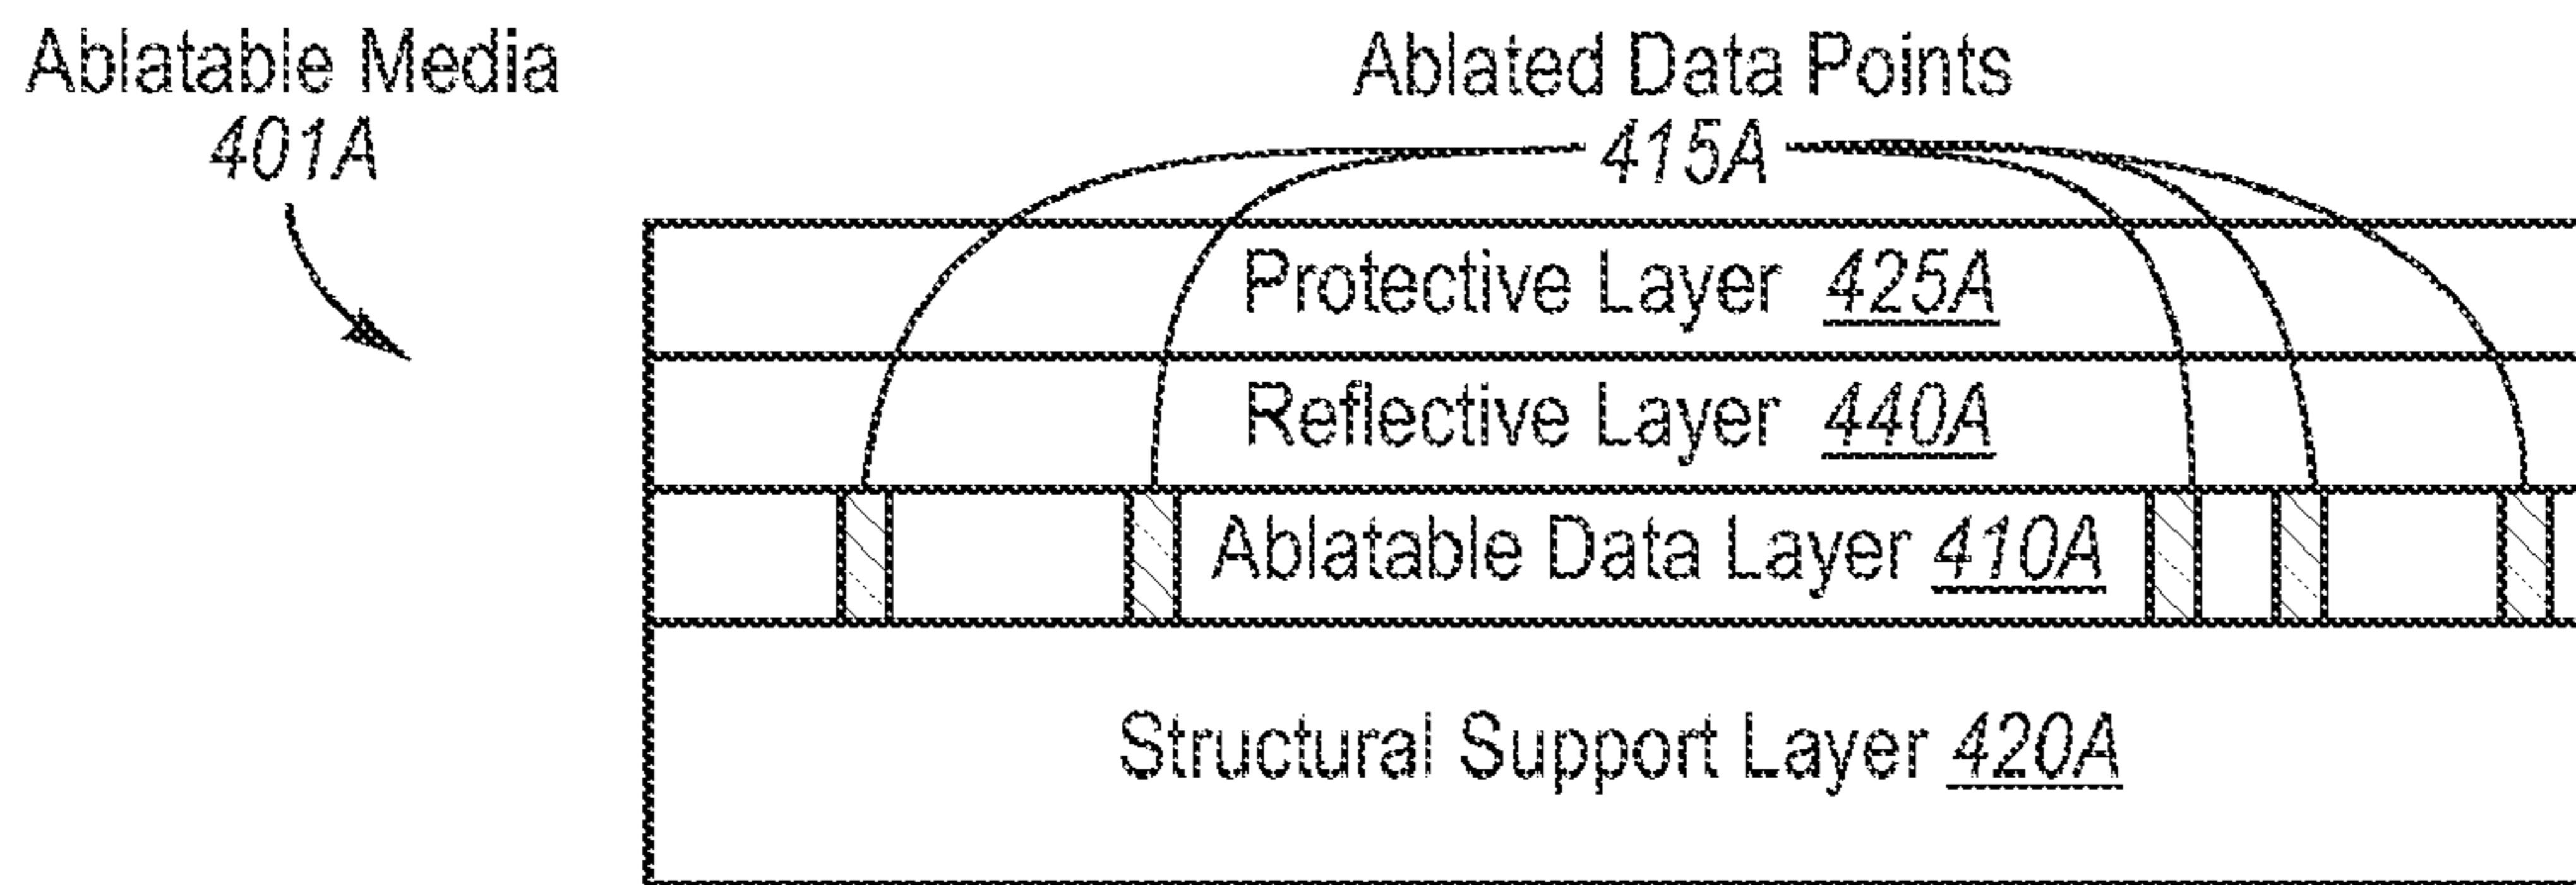 Ablatable Media
401A
Ablated Data Points
415A
Protective Layer 425A
Reflective Layer 440A
Ablatable Data Layer 410A
Structural Support Layer 420A